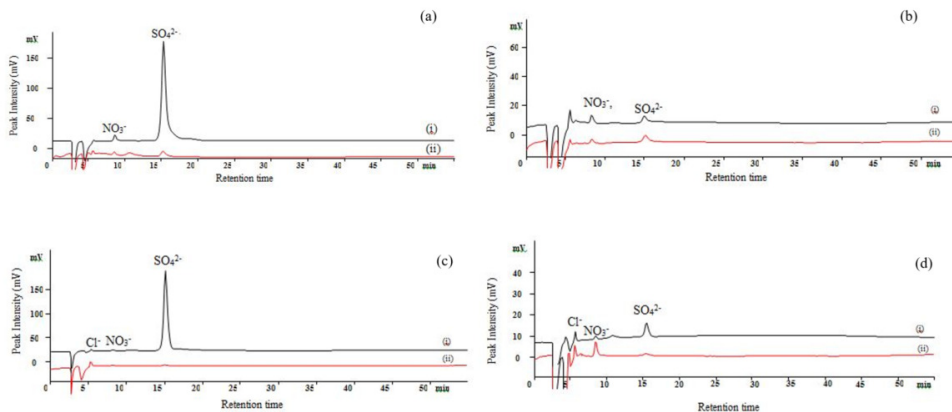 (a)
mV
SO₄²⁻
Peak Intensity (mV)
150
100
50
0
NO₃⁻
(i)
(ii)
0 5 10 15 20 25 30 35 40 45 50 min
Retention time
(b)
mV
Peak Intensity (mV)
60
40
20
0
NO₃⁻,
SO₄²⁻
(i)
(ii)
0 5 10 15 20 25 30 35 40 45 50 min
Retention time
(c)
mV
SO₄²⁻
Peak Intensity (mV)
150
100
50
0
Cl⁻
NO₃⁻
(i)
(ii)
0 5 10 15 20 25 30 35 40 45 50 min
Retention time
(d)
mV
Peak Intensity (mV)
40
30
20
10
0
Cl⁻
NO₃⁻
SO₄²⁻
(i)
(ii)
0 5 10 15 20 25 30 35 40 45 50 min
Retention time